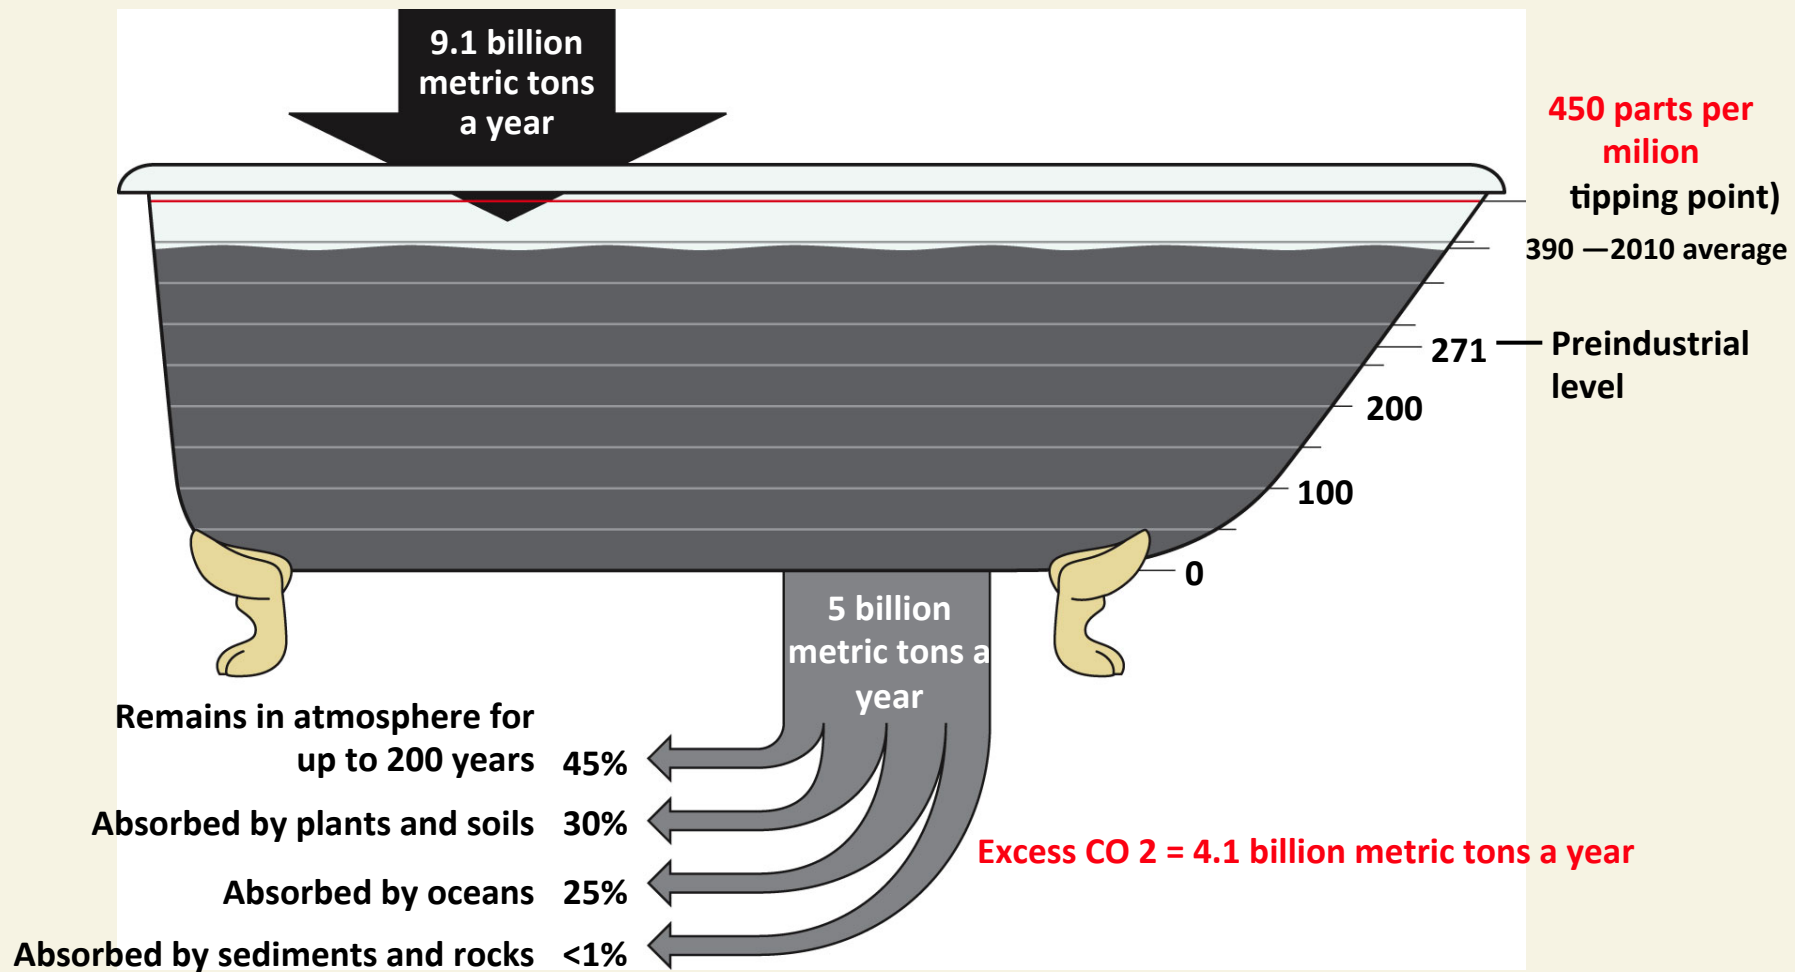 9.1 billion
metric tons
a year
450 parts per
milion
tipping point)
390 —2010 average
271 — Preindustrial
level
200
100
0
5 billion
metric tons a
year
Remains in atmosphere for
up to 200 years 45%
Absorbed by plants and soils 30%
Excess CO 2 = 4.1 billion metric tons a year
Absorbed by oceans 25%
Absorbed by sediments and rocks <1%